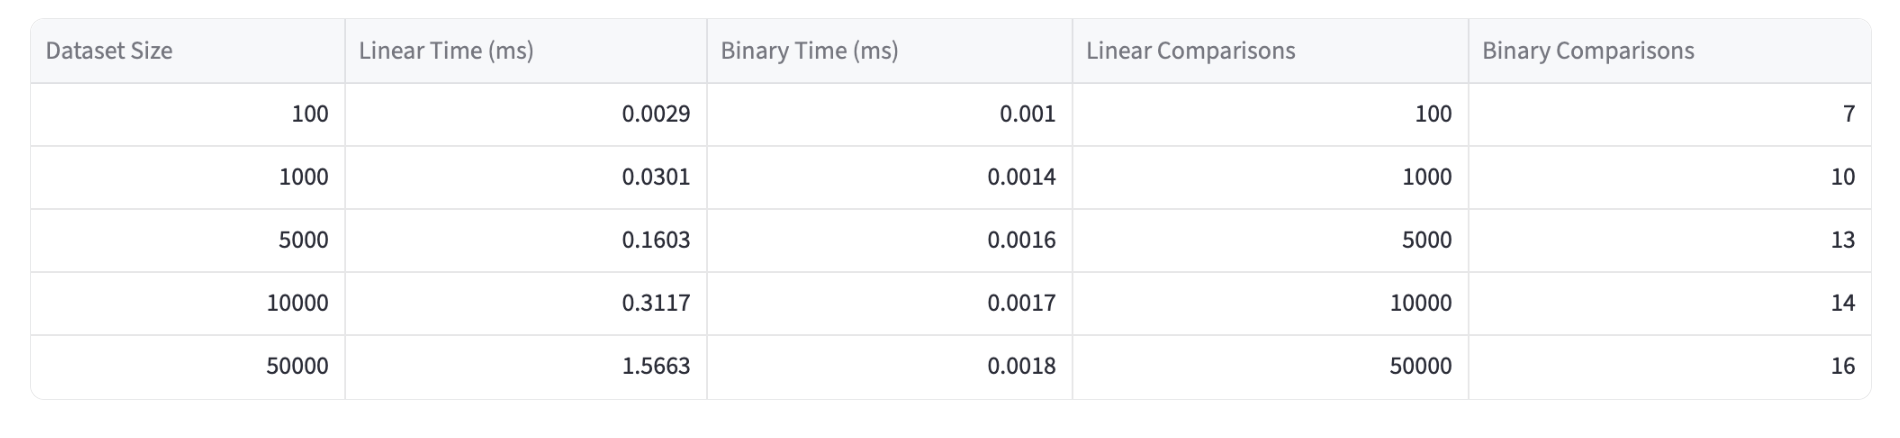 Dataset Size Linear Time (ms) Binary Time (ms) Linear Comparisons Binary Comparisons
100 0.0029 0.001 100 7
1000 0.0301 0.0014 1000 10
5000 0.1603 0.0016 5000 13
10000 0.3117 0.0017 10000 14
50000 1.5663 0.0018 50000 16